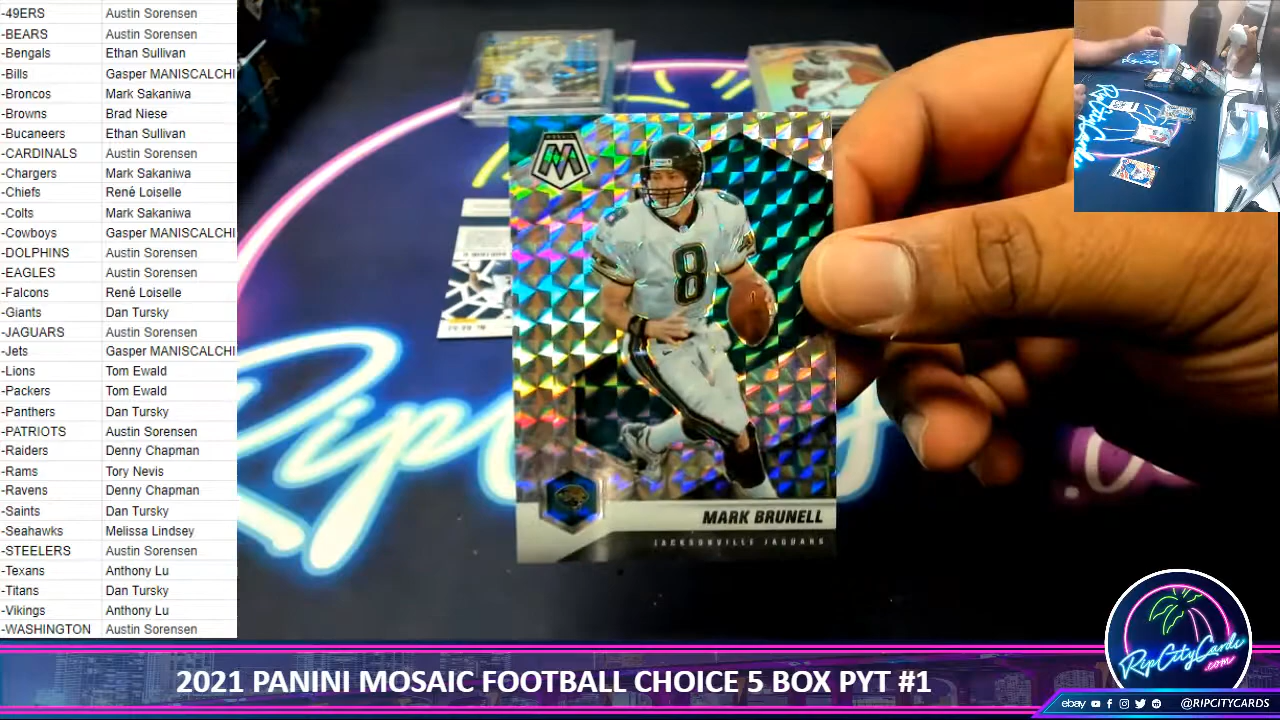 -49ERS Austin Sorensen
-BEARS Austin Sorensen
-Bengals Ethan Sullivan
-Bills Gasper MANISCALCHI
-Broncos Mark Sakaniwa
-Browns Brad Niese
-Bucaneers Ethan Sullivan
-CARDINALS Austin Sorensen
-Chargers Mark Sakaniwa
-Chiefs René Loiselle
-Colts Mark Sakaniwa
-Cowboys Gasper MANISCALCHI
-DOLPHINS Austin Sorensen
-EAGLES Austin Sorensen
-Falcons René Loiselle
-Giants Dan Tursky
-JAGUARS Austin Sorensen
-Jets Gasper MANISCALCHI
-Lions Tom Ewald
-Packers Tom Ewald
-Panthers Dan Tursky
-PATRIOTS Austin Sorensen
-Raiders Denny Chapman
-Rams Tory Nevis
-Ravens Denny Chapman
-Saints Dan Tursky
-Seahawks Melissa Lindsey
-STEELERS Austin Sorensen
-Texans Anthony Lu
-Titans Dan Tursky
-Vikings Anthony Lu
-WASHINGTON Austin Sorensen
MOSAIC
M
8
MARK BRUNELL
JACKSONVILLE JAGUARS
Rip
RipCityCards
.com
2021 PANINI MOSAIC FOOTBALL CHOICE 5 BOX PYT #1
ebay @RIPCITYCARDS